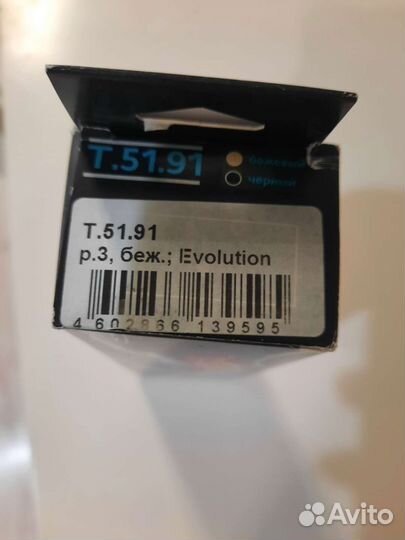 T.51.91
бежевый
черный
T.51.91
р.3, беж.; Evolution
4 602866 139595
Avito